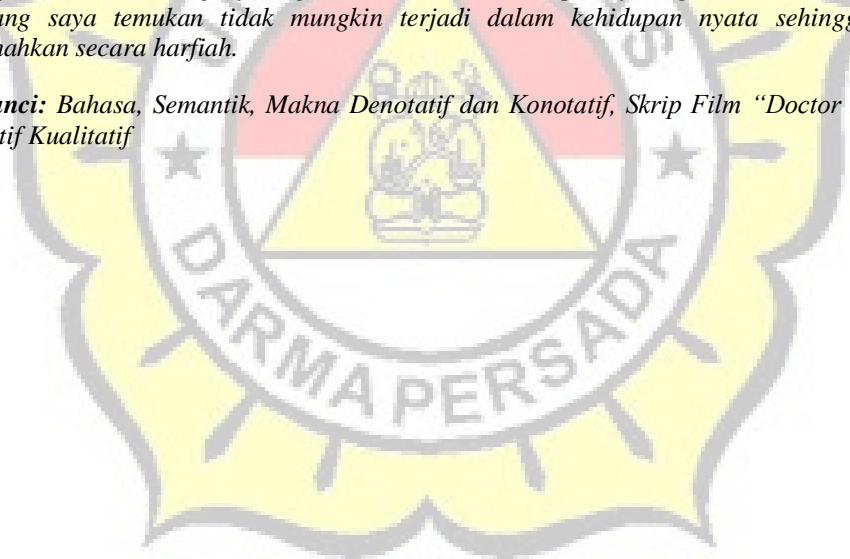 ang saya temukan tidak mungkin terjadi dalam kehidupan nyata sehingg
nahkan secara harfiah.
unci: Bahasa, Semantik, Makna Denotatif dan Konotatif, Skrip Film “Doctor
tif Kualitatif
DARMA PERSADA